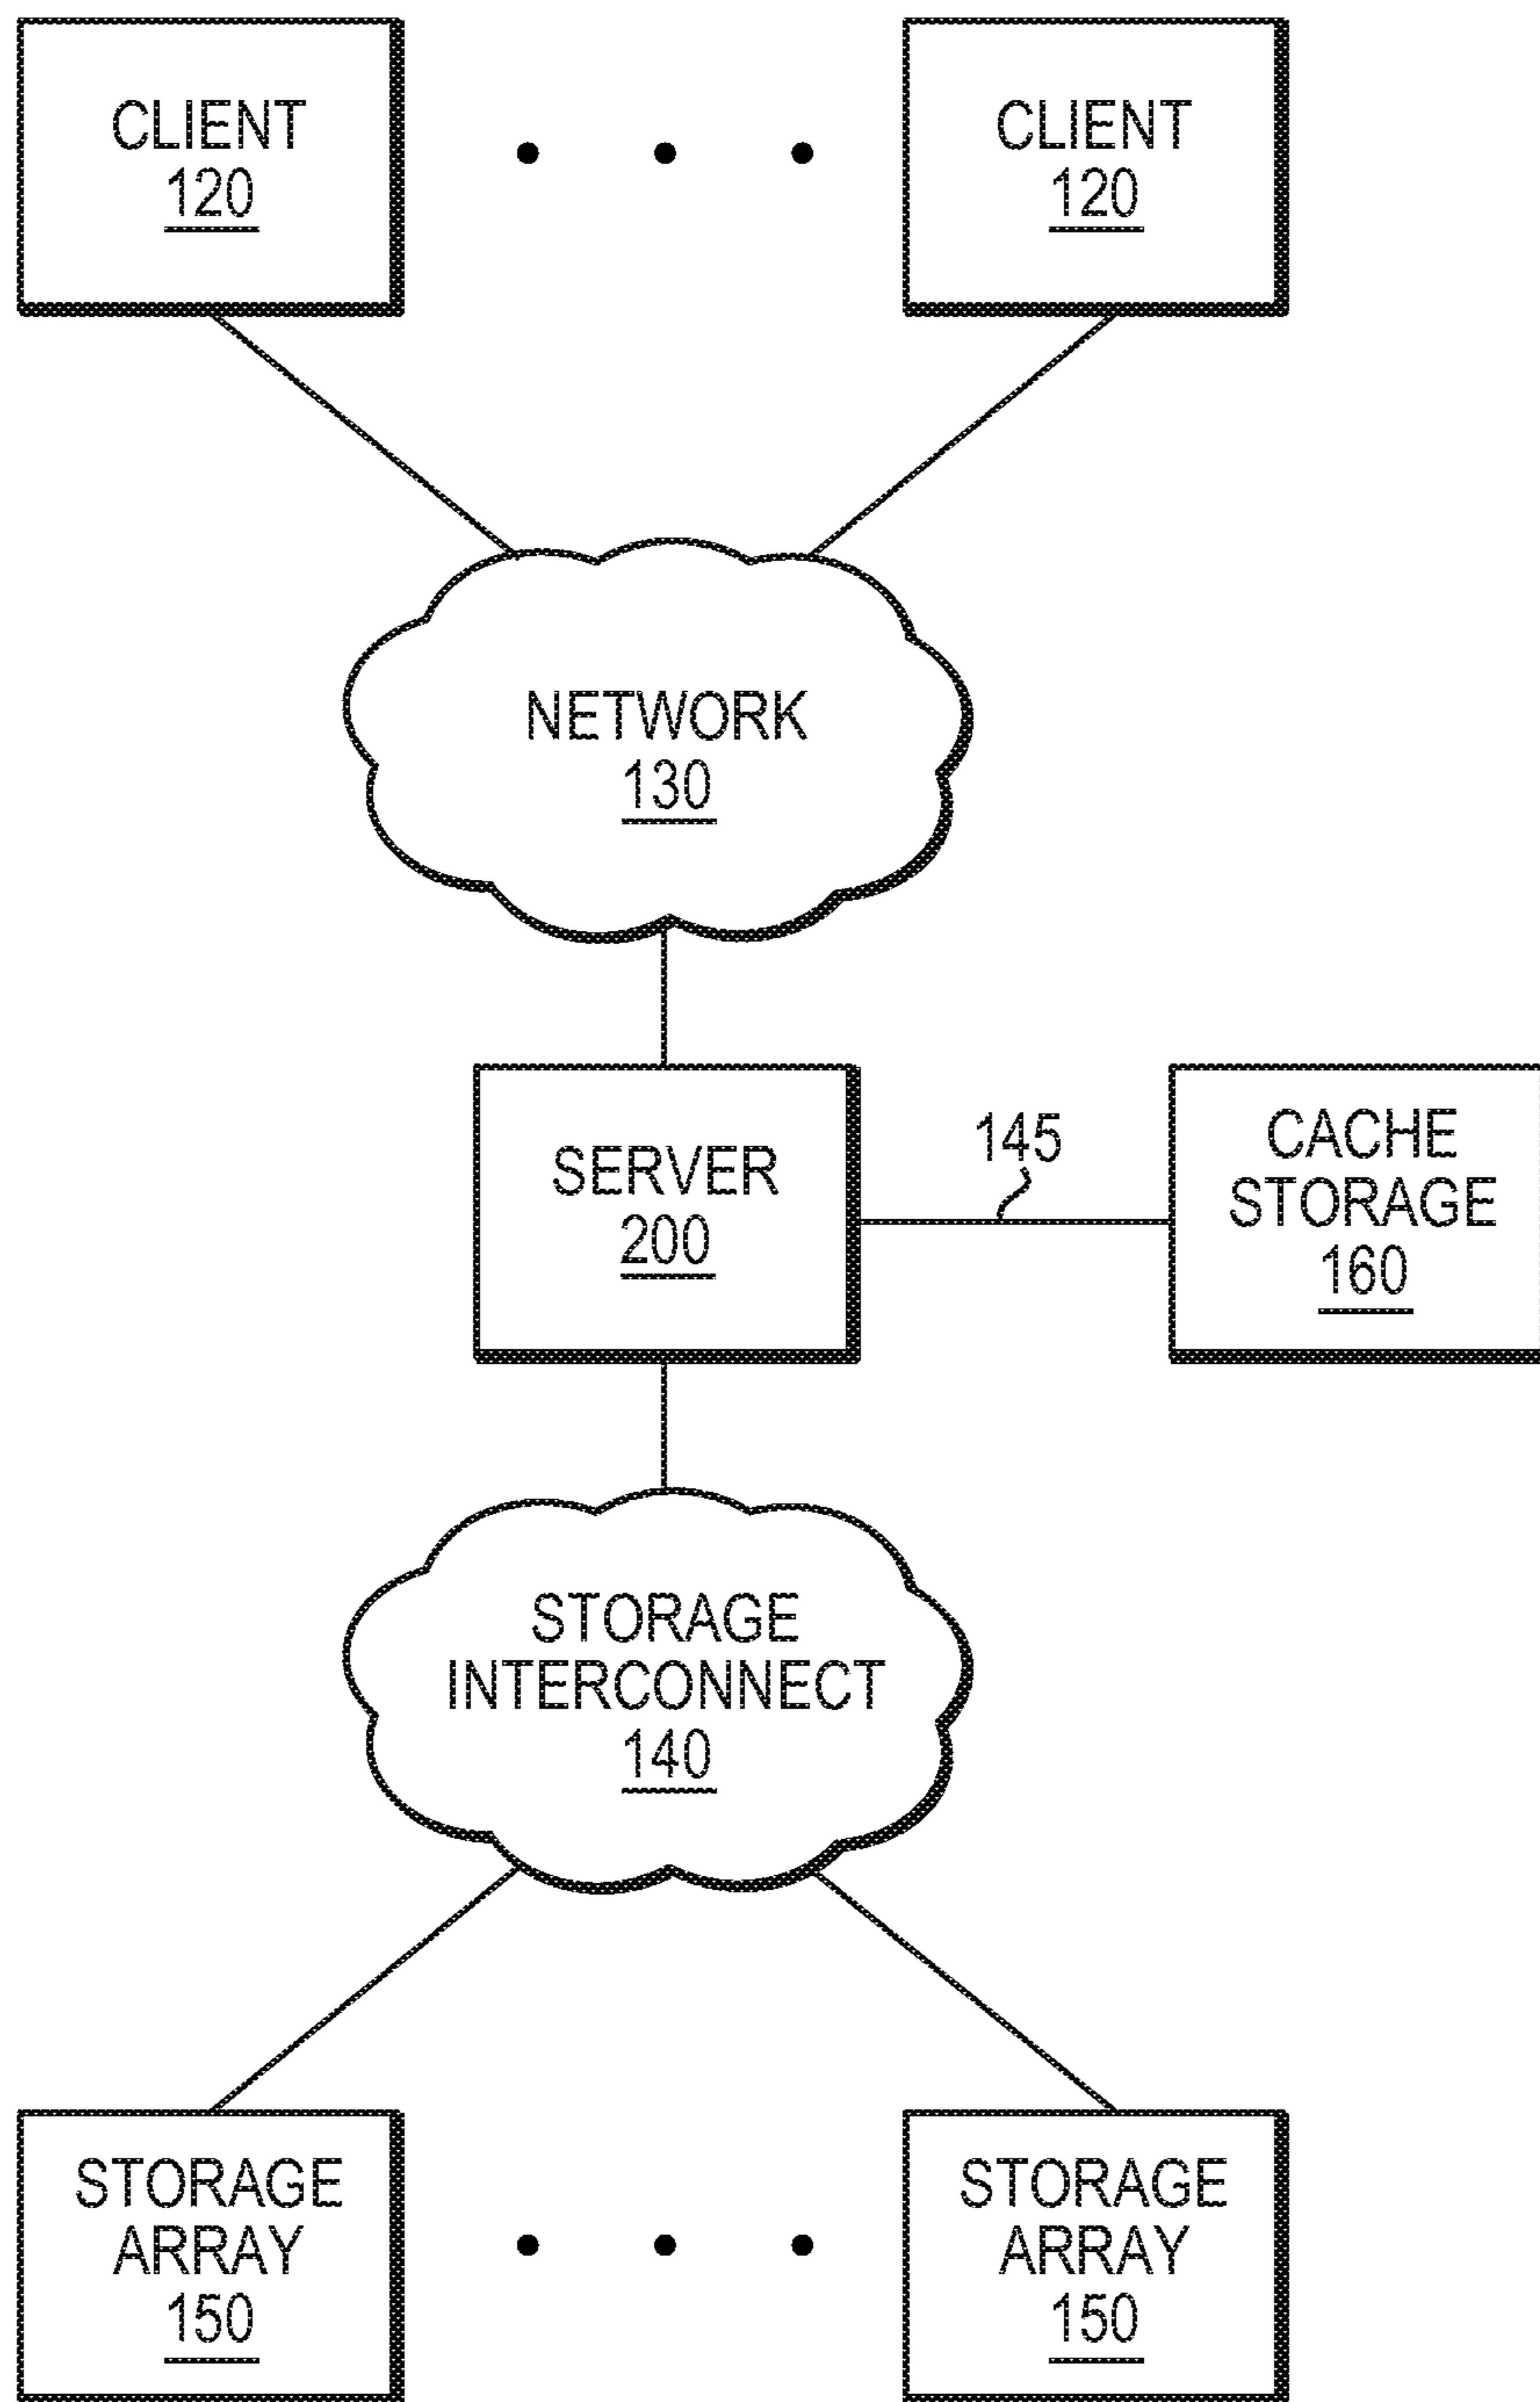 CLIENT
120
CLIENT
120
NETWORK
130
SERVER
200
145
CACHE
STORAGE
160
STORAGE
INTERCONNECT
140
STORAGE
ARRAY
150
STORAGE
ARRAY
150